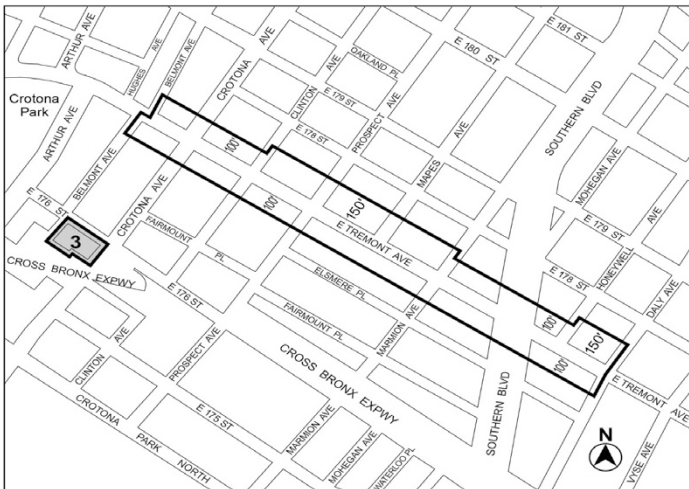 ARTHUR AVE
HUGHES AVE
BELMONT AVE
CROTONA AVE
CLINTON AVE
OAKLAND PL
E 180 ST
E 181 ST
SOUTHERN BLVD
Crotona
Park
E 179 ST
PROSPECT AVE
ARTHUR AVE
BELMONT AVE
100'
E 178 ST
MAPES AVE
MOHEGAN AVE
E 176 ST
CROTONA AVE
100'
150'
E 179 ST
3
FAIRMOUNT PL
E TREMONT AVE
HONEYWELL AVE
CROSS BRONX EXPWY
E 178 ST
DALY AVE
E 176 ST
ELSMERE PL
FAIRMOUNT PL
100'
150'
CLINTON AVE
PROSPECT AVE
MARMION AVE
100'
CROSS BRONX EXPWY
E TREMONT AVE
E 175 ST
SOUTHERN BLVD
CROTONA PARK NORTH
MARMION AVE
MOHEGAN AVE
WATERLOO PL
N
VYSE AVE